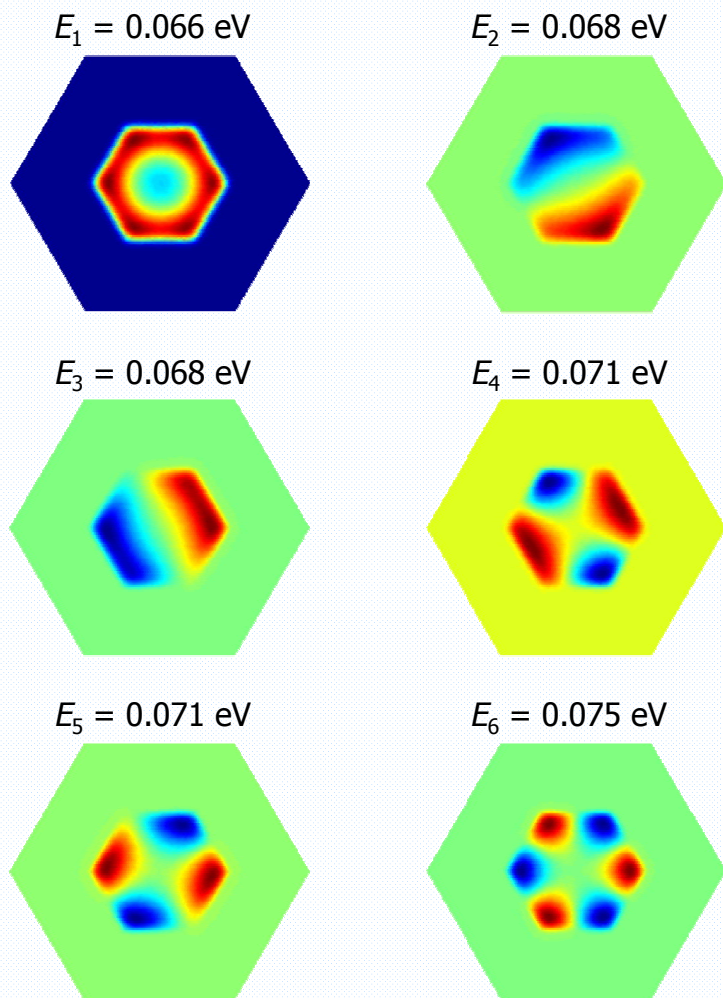 E₁ = 0.066 eV
E₂ = 0.068 eV
E₃ = 0.068 eV
E₄ = 0.071 eV
E₅ = 0.071 eV
E₆ = 0.075 eV